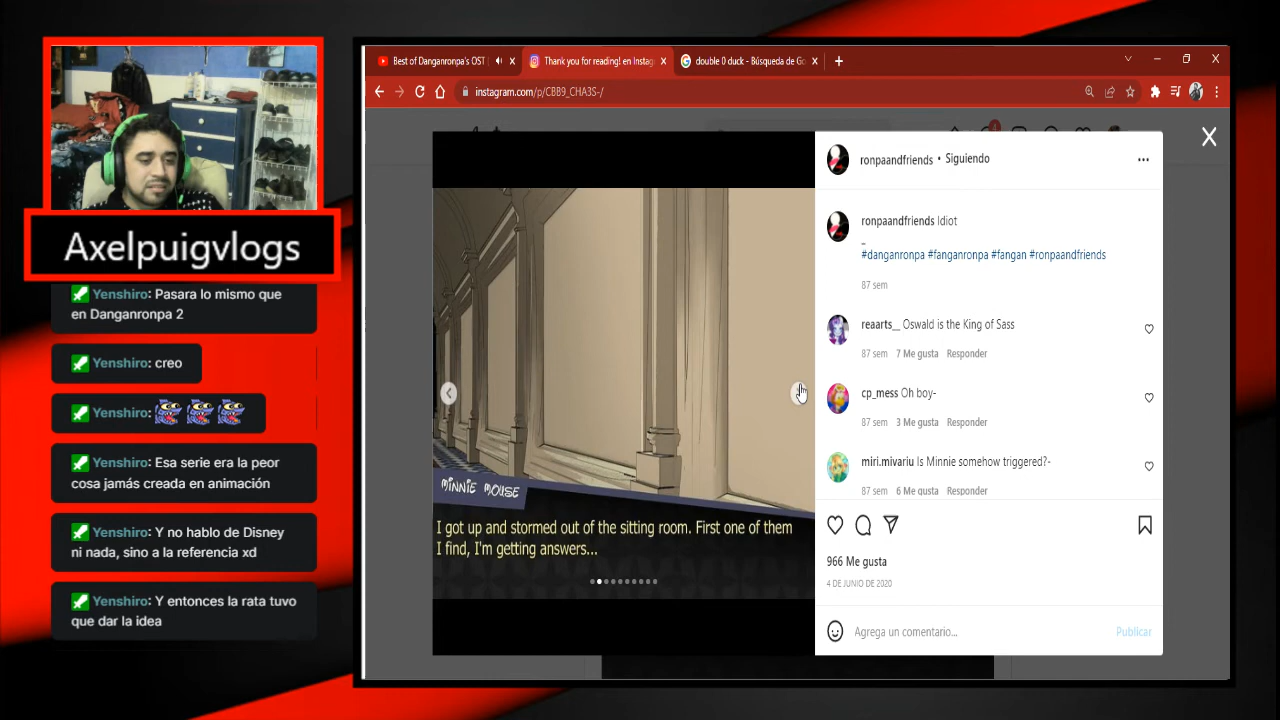 Axelpuigvlogs
Yenshiro: Pasara lo mismo que
en Danganronpa 2
Yenshiro: creo
Yenshiro:
Yenshiro: Esa serie era la peor
cosa jamás creada en animación
Yenshiro: Y no hablo de Disney
ni nada, sino a la referencia xd
Yenshiro: Y entonces la rata tuvo
que dar la idea
Best of Danganronpa's OST
Thank you for reading! en Instag
double 0 duck - Búsqueda de Go
instagram.com/p/CBB9_CHA3S-/
MINNIE MOUSE
I got up and stormed out of the sitting room. First one of them
I find, I'm getting answers...
ronpaandfriends • Siguiendo
ronpaandfriends Idiot
_
#danganronpa #fanganronpa #fangan #ronpaandfriends
87 sem
reaarts__ Oswald is the King of Sass
87 sem 7 Me gusta Responder
cp_mess Oh boy-
87 sem 3 Me gusta Responder
miri.mivariu Is Minnie somehow triggered?-
87 sem 6 Me gusta Responder
966 Me gusta
4 DE JUNIO DE 2020
Agrega un comentario...
Publicar